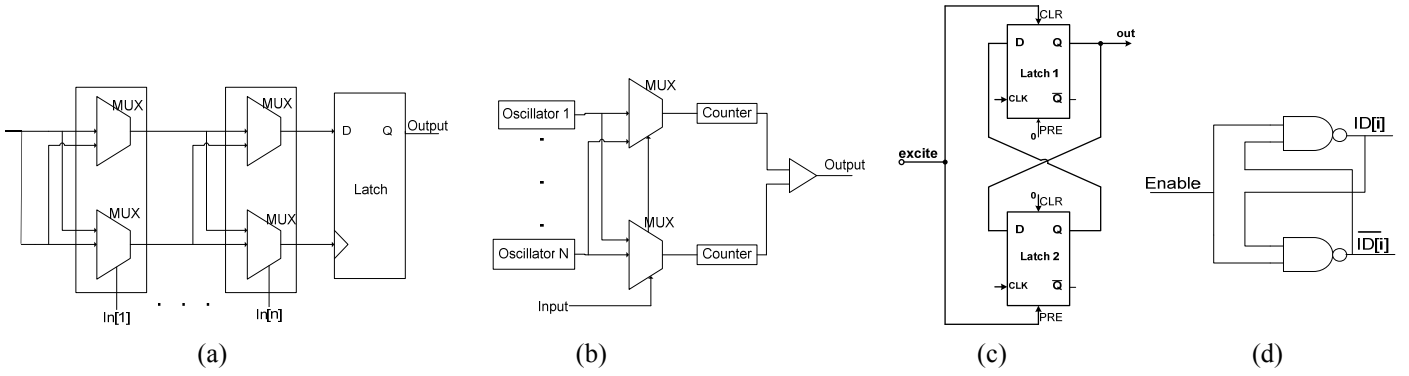 MUX
MUX
D
Q
Output
Latch
MUX
MUX
In[1]
. . .
In[n]
(a)
Oscillator 1
MUX
Counter
.
.
.
Output
Oscillator N
MUX
Counter
Input
(b)
CLR
D
Q
out
Latch 1
CLK
Q
0
PRE
excite
0
CLR
D
Q
Latch 2
CLK
Q
PRE
(c)
Enable
ID[i]
ID[i]
(d)